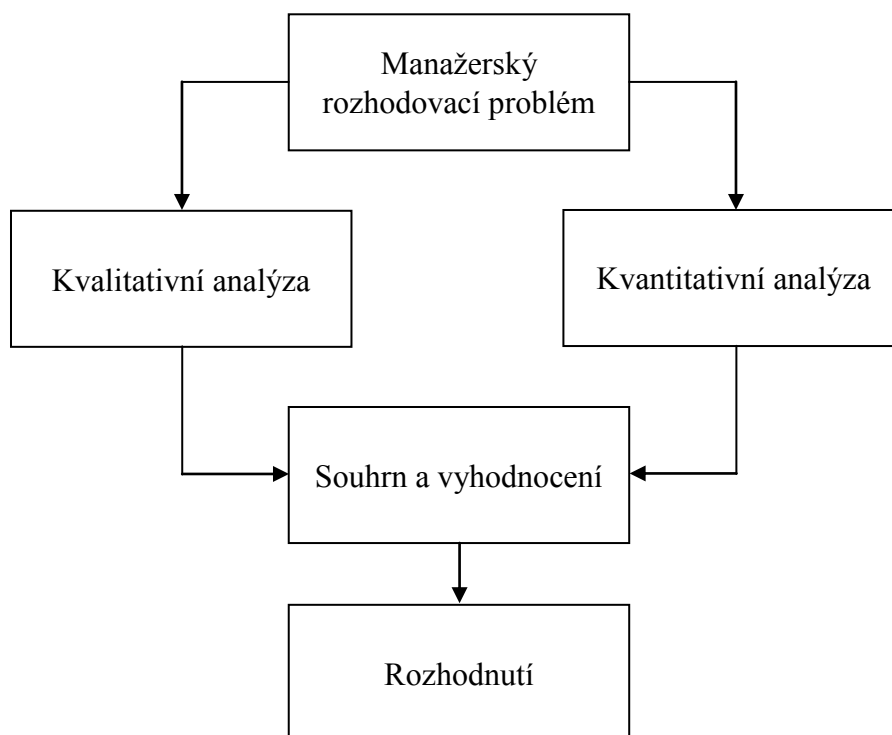 Manažerský
rozhodovací problém
Kvalitativní analýza
Kvantitativní analýza
Souhrn a vyhodnocení
Rozhodnutí